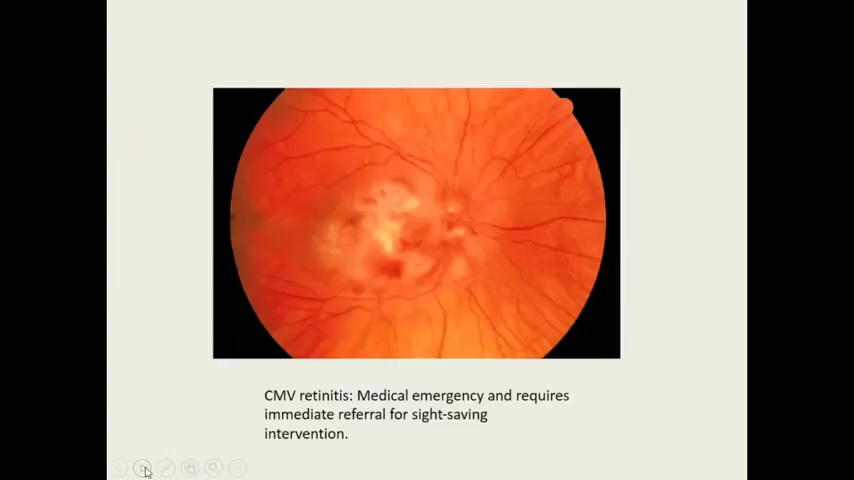 CMV retinitis: Medical emergency and requires
immediate referral for sight-saving
intervention.